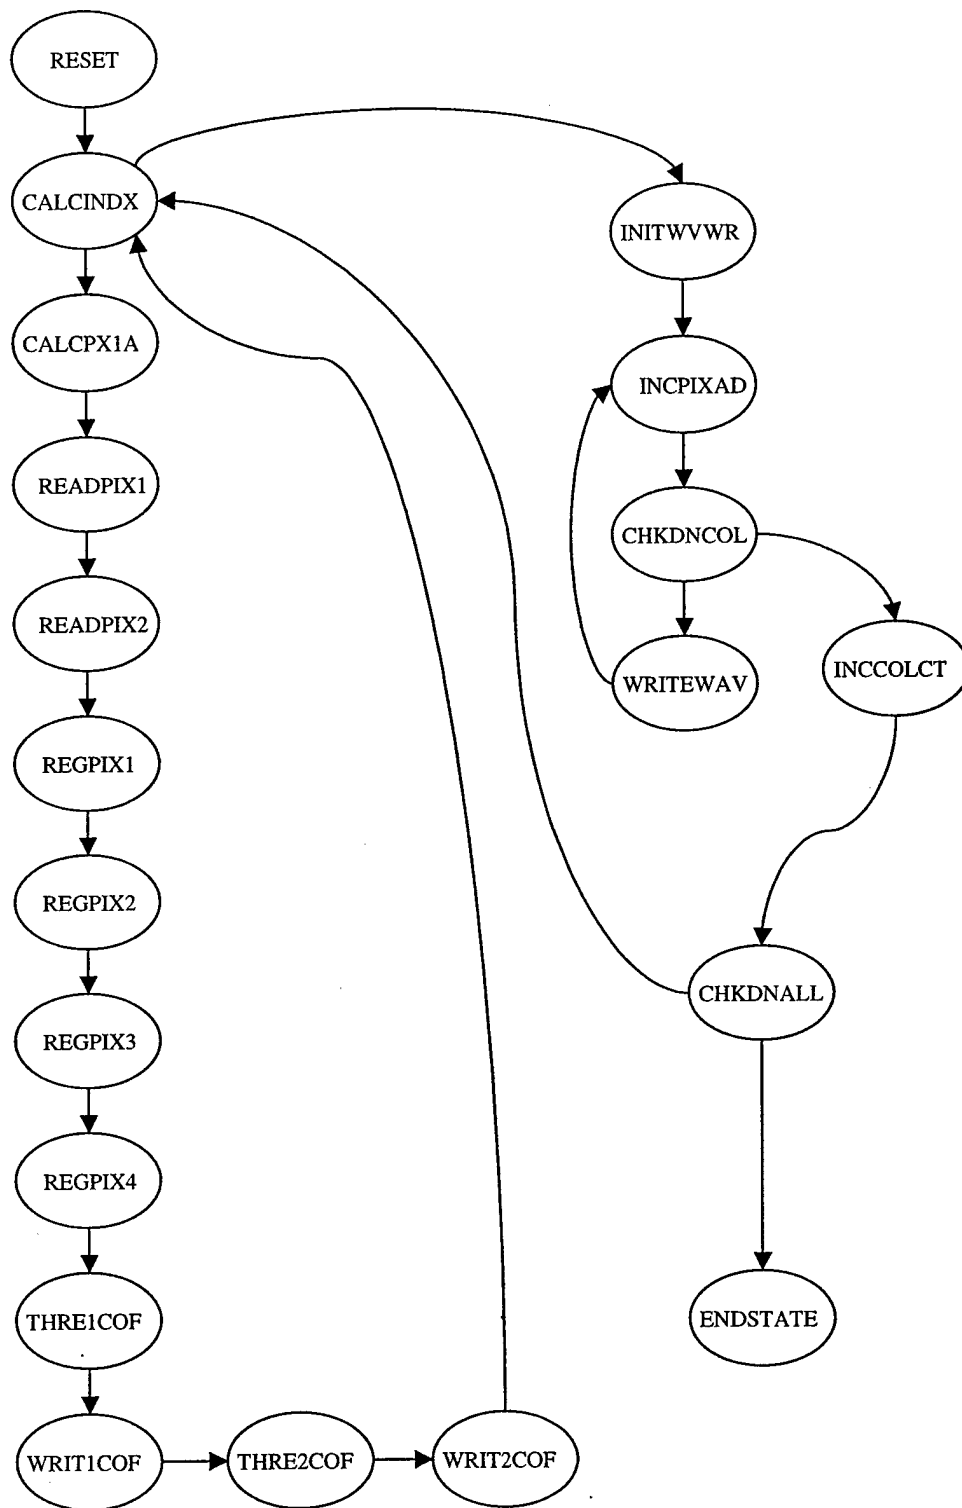 RESET
CALCINDX
INITWVWR
CALCPX1A
INCPIXAD
READPIX1
CHKDNCOL
READPIX2
WRITEWAV
INCCOLCT
REGPIX1
REGPIX2
CHKDNALL
REGPIX3
REGPIX4
THRE1COF
ENDSTATE
WRIT1COF
THRE2COF
WRIT2COF